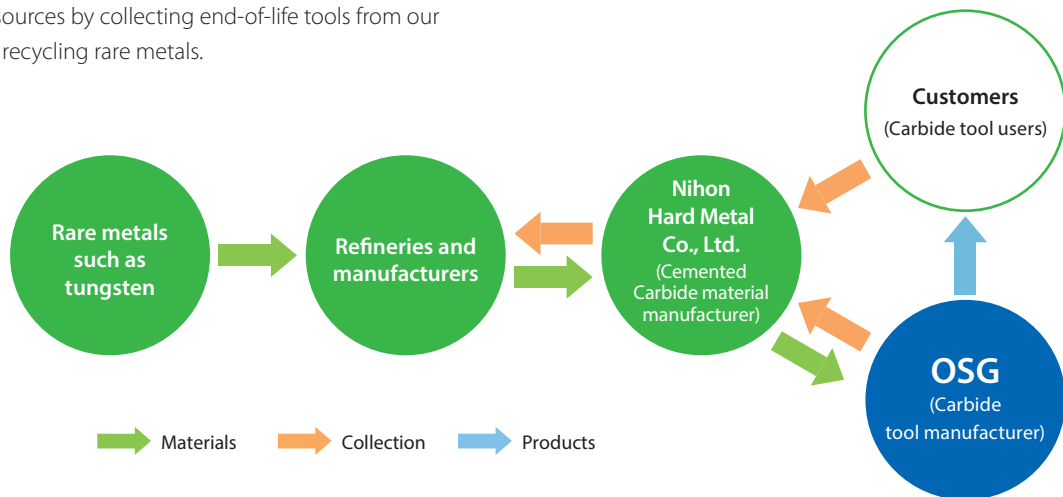 sources by collecting end-of-life tools from our
recycling rare metals.
Customers
(Carbide tool users)
Rare metals
such as
tungsten
Refineries and
manufacturers
Nihon
Hard Metal
Co., Ltd.
(Cemented
Carbide material
manufacturer)
OSG
(Carbide
tool manufacturer)
Materials
Collection
Products